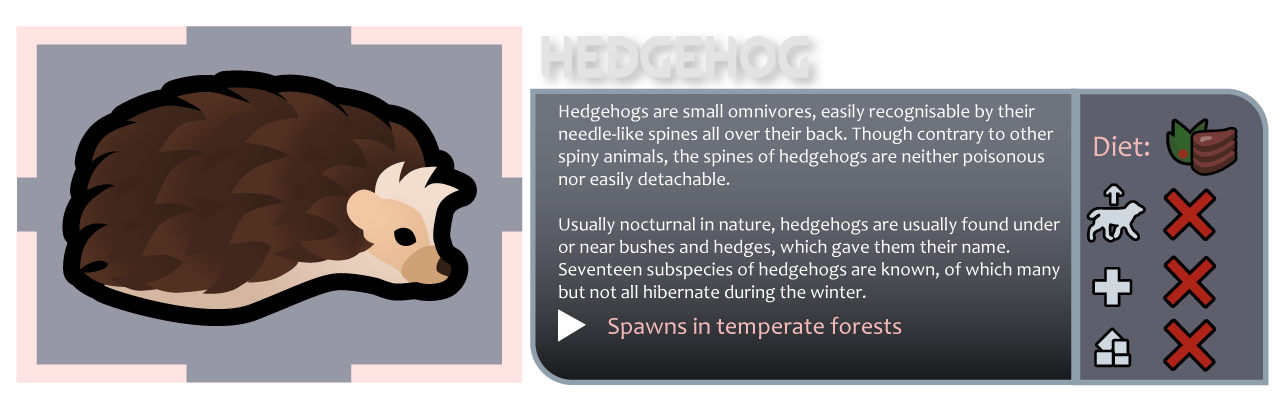 HEDGEHOG
Hedgehogs are small omnivores, easily recognisable by their
needle-like spines all over their back. Though contrary to other
spiny animals, the spines of hedgehogs are neither poisonous
nor easily detachable.
Usually nocturnal in nature, hedgehogs are usually found under
or near bushes and hedges, which gave them their name.
Seventeen subspecies of hedgehogs are known, of which many
but not all hibernate during the winter.
Spawns in temperate forests
Diet: